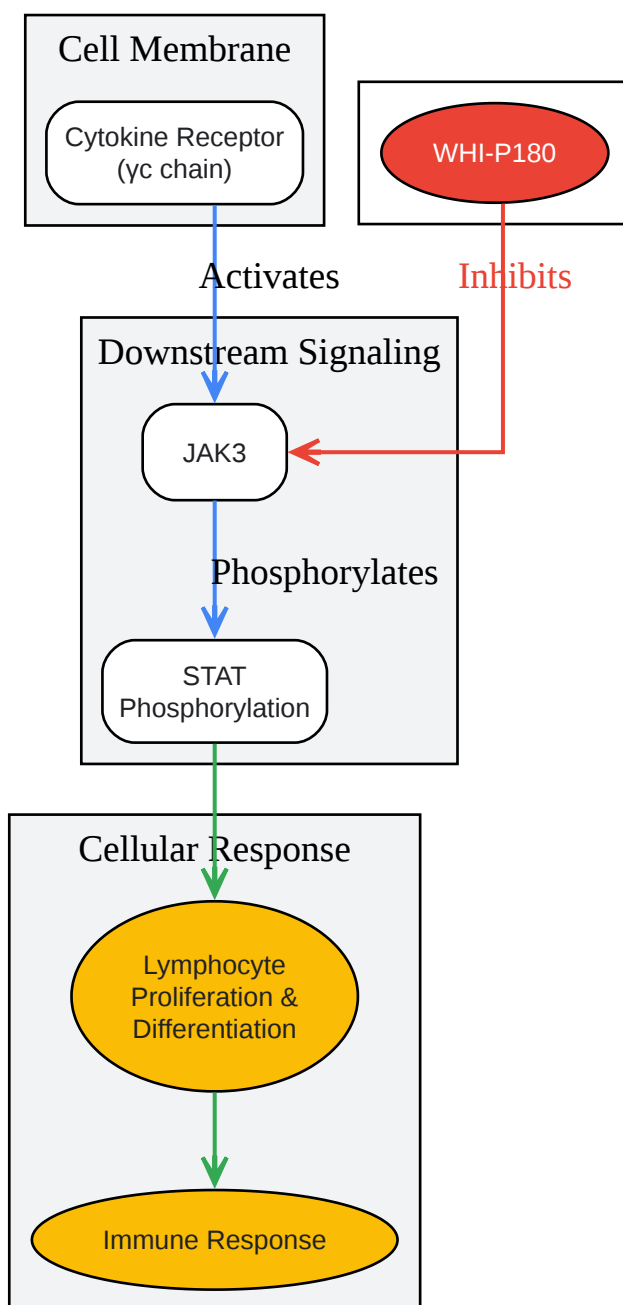 Cell Membrane
Cytokine Receptor
(γc chain)
WHI-P180
Activates
Inhibits
Downstream Signaling
JAK3
Phosphorylates
STAT
Phosphorylation
Cellular Response
Lymphocyte
Proliferation &
Differentiation
Immune Response